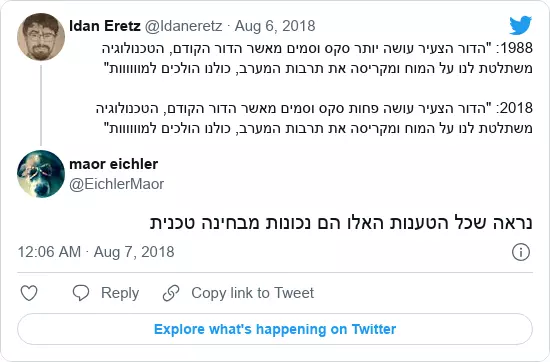 Idan Eretz @Idaneretz · Aug 6, 2018
1988: "הדור הצעיר עושה יותר סקס וסמים מאשר הדור הקודם, הטכנולוגיה
משתלטת לנו על המוח ומקריסה את תרבות המערב, כולנו הולכים למווווווות"
2018: "הדור הצעיר עושה פחות סקס וסמים מאשר הדור הקודם, הטכנולוגיה
משתלטת לנו על המוח ומקריסה את תרבות המערב, כולנו הולכים למווווווות"
maor eichler
@EichlerMaor
נראה שכל הטענות האלו הם נכונות מבחינה טכנית
12:06 AM · Aug 7, 2018
Reply
Copy link to Tweet
Explore what's happening on Twitter